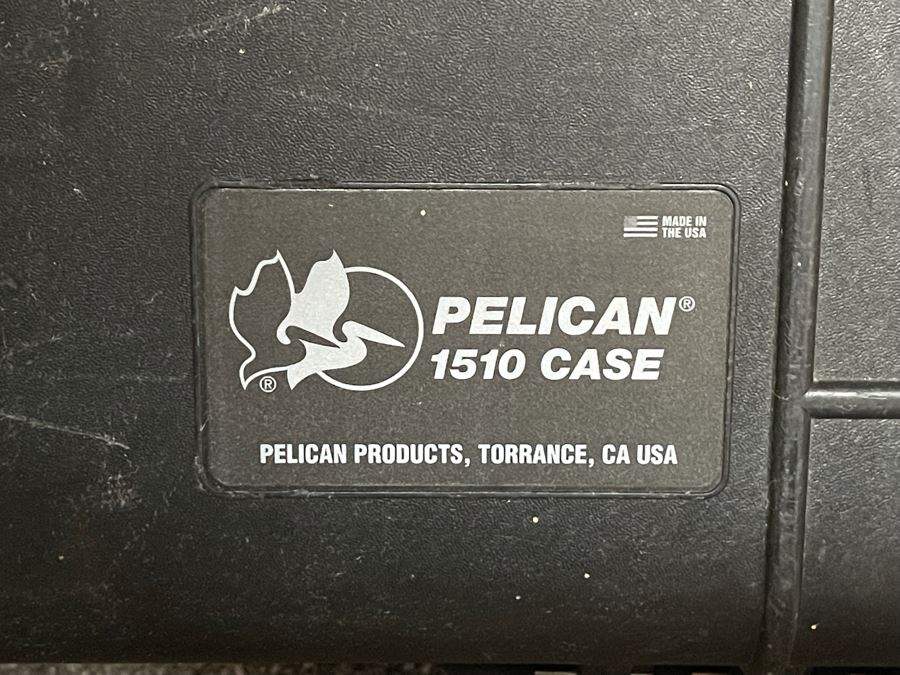 MADE IN
THE USA
PELICAN®
1510 CASE
®
PELICAN PRODUCTS, TORRANCE, CA USA